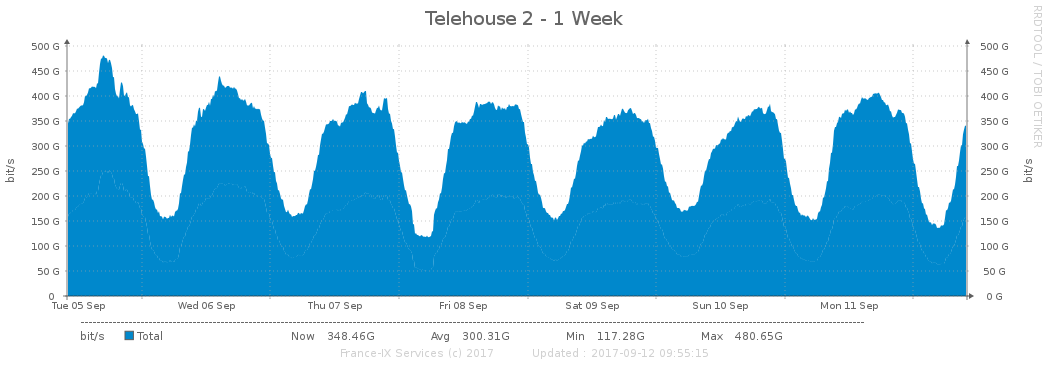 Telehouse 2 - 1 Week
RRDTOOL / TOBI OETIKER
500 G 500 G
450 G 450 G
400 G 400 G
350 G 350 G
300 G 300 G
250 G 250 G
200 G 200 G
150 G 150 G
100 G 100 G
50 G 50 G
0 0 G
bit/s bit/s
Tue 05 Sep Wed 06 Sep Thu 07 Sep Fri 08 Sep Sat 09 Sep Sun 10 Sep Mon 11 Sep
bit/s Total Now 348.46G Avg 300.31G Min 117.28G Max 480.65G
France-IX Services (c) 2017 Updated : 2017-09-12 09:55:15